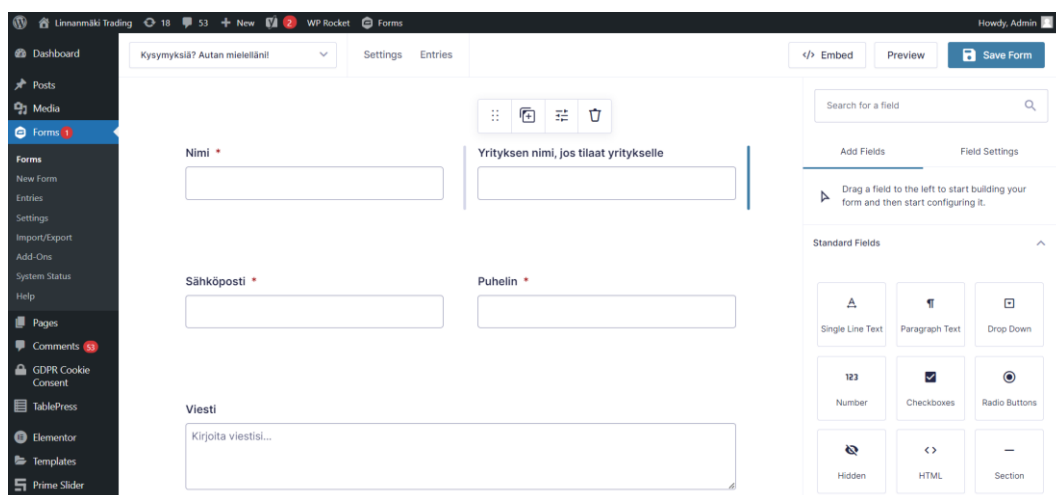 Linnanmäki Trading 18 53 + New 2 WP Rocket Forms Howdy, Admin
Dashboard
Posts
Media
Forms 1
Forms
New Form
Entries
Settings
Import/Export
Add-Ons
System Status
Help
Pages
Comments 53
GDPR Cookie
Consent
TablePress
Elementor
Templates
Prime Slider
Kysymyksiä? Autan mielelläni! Settings Entries </> Embed Preview Save Form
Nimi *
Yrityksen nimi, jos tilaat yritykselle
Sähköposti *
Puhelin *
Viesti
Kirjoita viestisi...
Search for a field
Add Fields Field Settings
Drag a field to the left to start building your
form and then start configuring it.
Standard Fields
Single Line Text Paragraph Text Drop Down
123
Number Checkboxes Radio Buttons
Hidden HTML Section